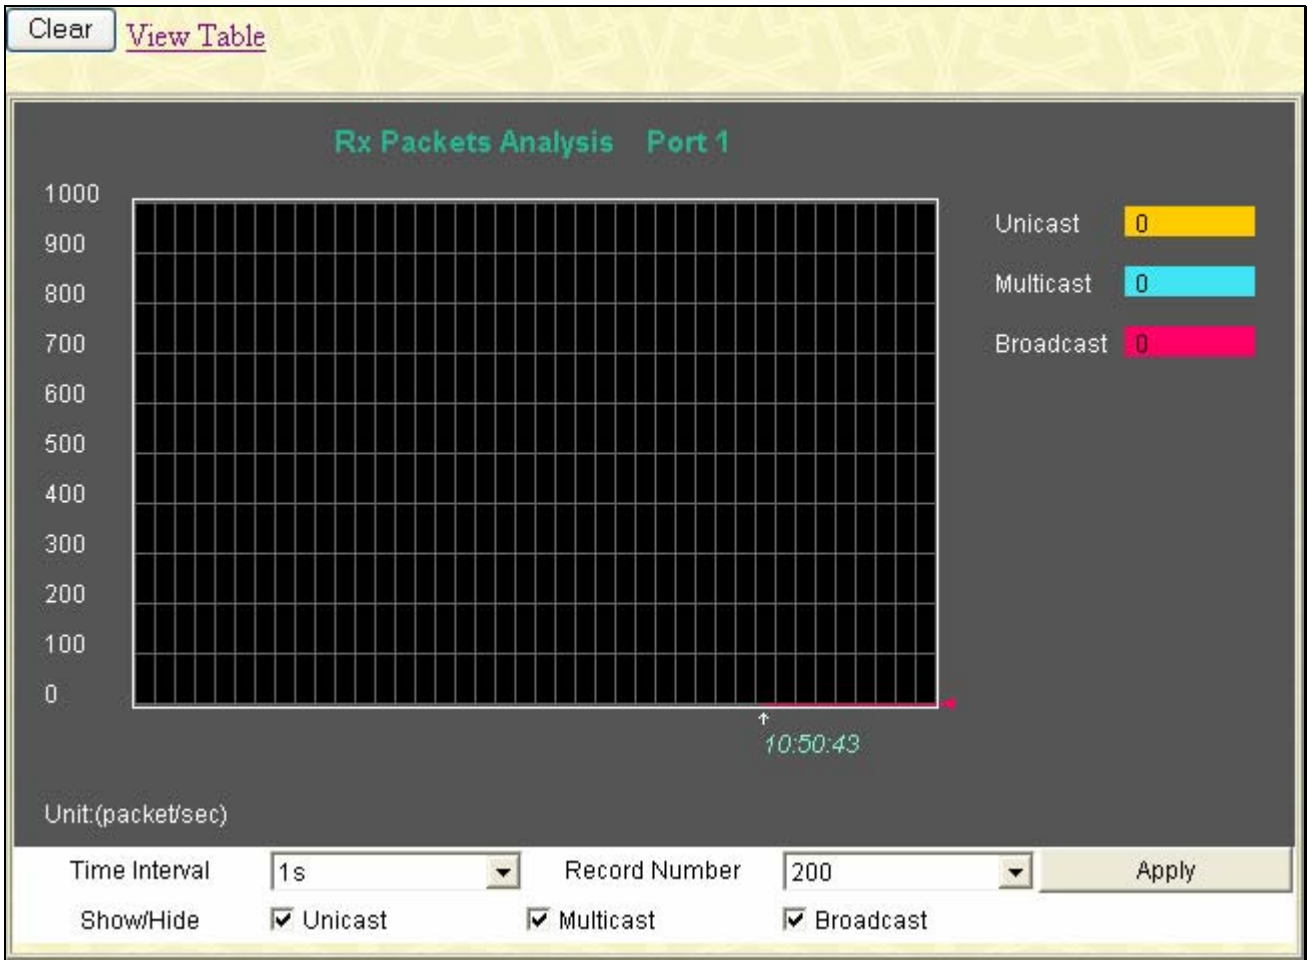 Clear View Table
Rx Packets Analysis Port 1
1000
900
800
700
600
500
400
300
200
100
0
Unicast 0
Multicast 0
Broadcast 0
10:50:43
Unit:(packet/sec)
Time Interval 1s Record Number 200 Apply
Show/Hide Unicast Multicast Broadcast